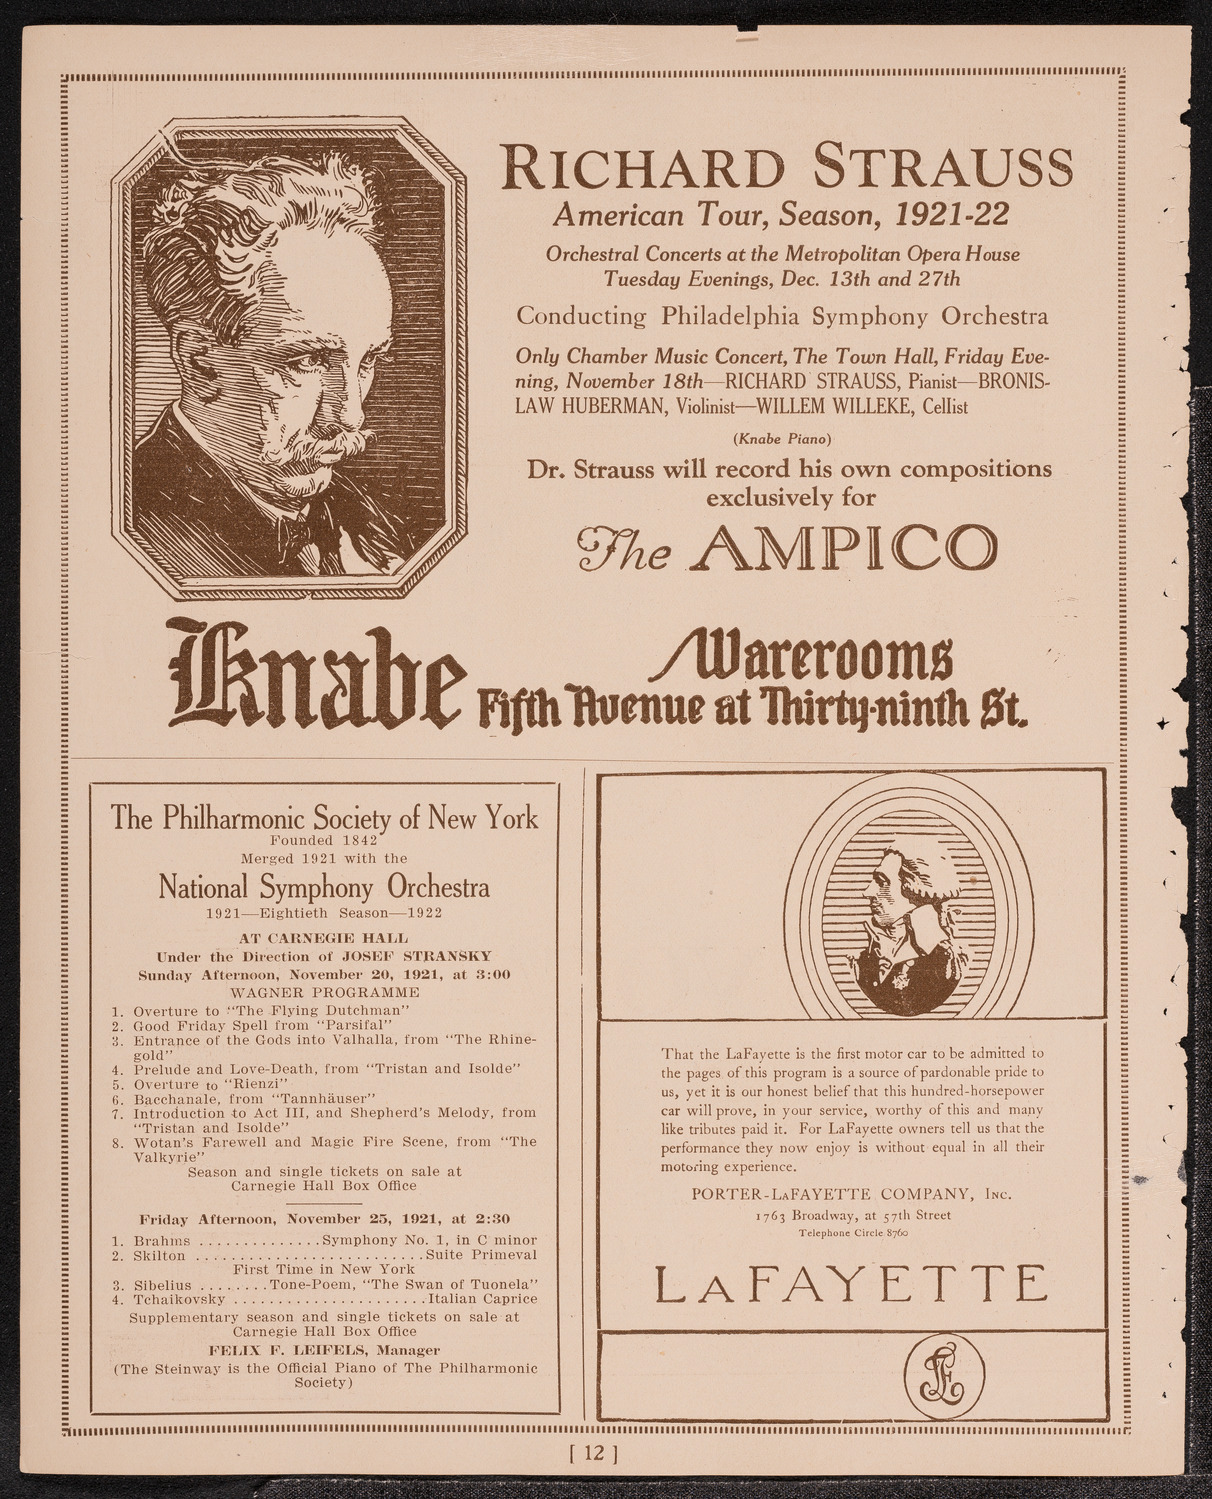 RICHARD STRAUSS
American Tour, Season, 1921-22
Orchestral Concerts at the Metropolitan Opera House
Tuesday Evenings, Dec. 13th and 27th
Conducting Philadelphia Symphony Orchestra
Only Chamber Music Concert, The Town Hall, Friday Eve-
ning, November 18th—RICHARD STRAUSS, Pianist—BRONIS-
LAW HUBERMAN, Violinist—WILLEM WILLEKE, Cellist
(Knabe Piano)
Dr. Strauss will record his own compositions
exclusively for
The AMPICO
Knabe Warerooms
Fifth Avenue at Thirty-ninth St.
The Philharmonic Society of New York
Founded 1842
Merged 1921 with the
National Symphony Orchestra
1921—Eightieth Season—1922
AT CARNEGIE HALL
Under the Direction of JOSEF STRANSKY
Sunday Afternoon, November 20, 1921, at 3:00
WAGNER PROGRAMME
1. Overture to "The Flying Dutchman"
2. Good Friday Spell from "Parsifal"
3. Entrance of the Gods into Valhalla, from "The Rhine-
gold"
4. Prelude and Love-Death, from "Tristan and Isolde"
5. Overture to "Rienzi"
6. Bacchanale, from "Tannhäuser"
7. Introduction to Act III, and Shepherd's Melody, from
"Tristan and Isolde"
8. Wotan's Farewell and Magic Fire Scene, from "The
Valkyrie"
Season and single tickets on sale at
Carnegie Hall Box Office
Friday Afternoon, November 25, 1921, at 2:30
1. Brahms ..............Symphony No. 1, in C minor
2. Skilton ..........................Suite Primeval
First Time in New York
3. Sibelius ........Tone-Poem, "The Swan of Tuonela"
4. Tchaikovsky ......................Italian Caprice
Supplementary season and single tickets on sale at
Carnegie Hall Box Office
FELIX F. LEIFELS, Manager
(The Steinway is the Official Piano of The Philharmonic
Society)
That the LaFayette is the first motor car to be admitted to
the pages of this program is a source of pardonable pride to
us, yet it is our honest belief that this hundred-horsepower
car will prove, in your service, worthy of this and many
like tributes paid it. For LaFayette owners tell us that the
performance they now enjoy is without equal in all their
motoring experience.
PORTER-LAFAYETTE COMPANY, INC.
1763 Broadway, at 57th Street
Telephone Circle 8760
LAFAYETTE
[ 12 ]